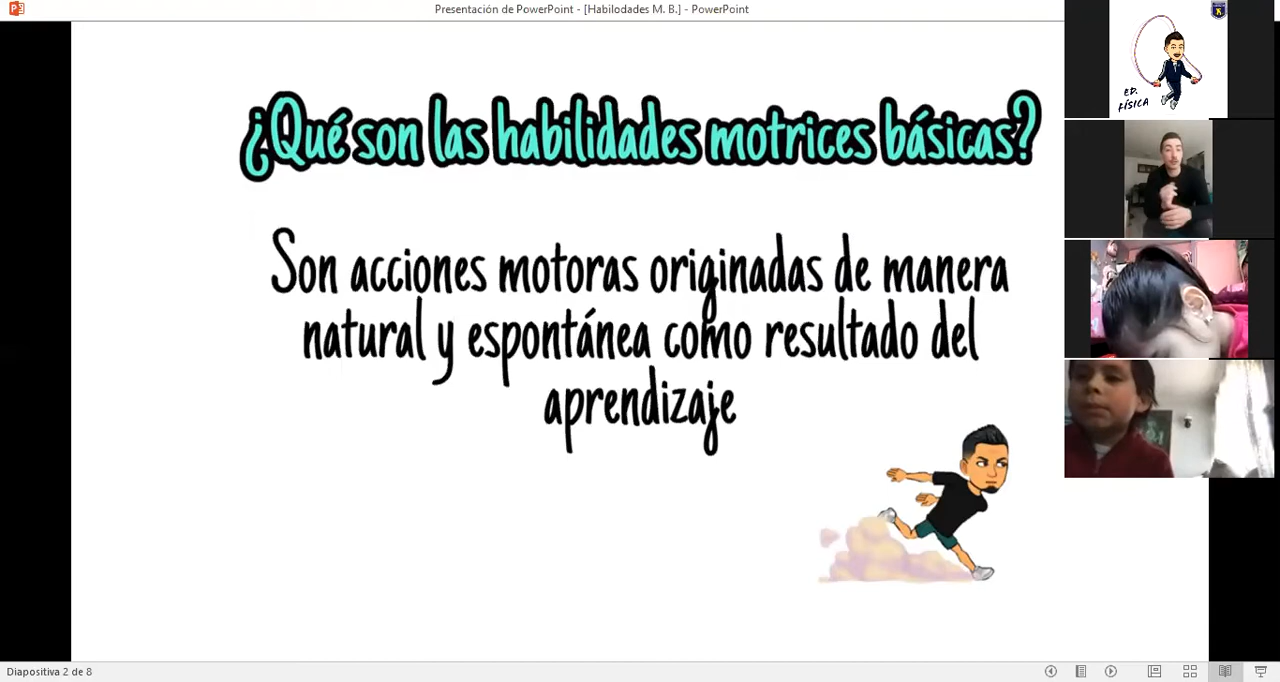 Presentación de PowerPoint - [Habilodades M. B.] - PowerPoint
¿Qué son las habilidades motrices básicas?
Son acciones motoras originadas de manera
natural y espontánea como resultado del
aprendizaje
ED.
FÍSICA
Diapositiva 2 de 8